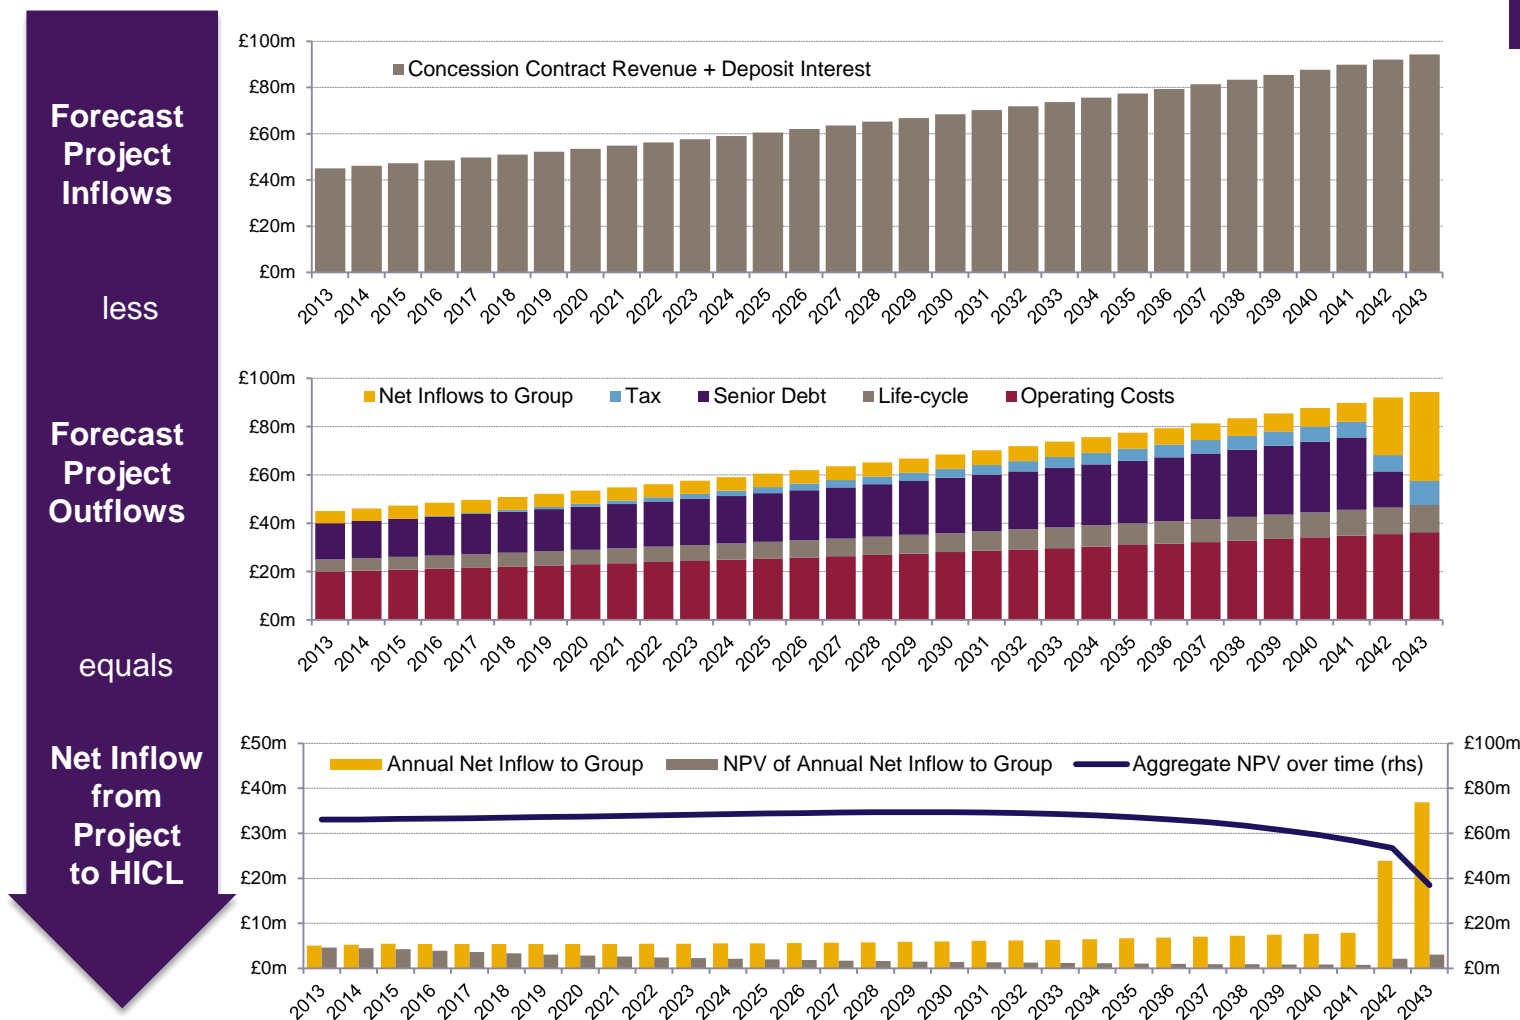 Forecast
Project
Inflows
less
Forecast
Project
Outflows
equals
Net Inflow
from
Project
to HICL
£100m
£80m
£60m
£40m
£20m
£0m
Concession Contract Revenue + Deposit Interest
2013 2014 2015 2016 2017 2018 2019 2020 2021 2022 2023 2024 2025 2026 2027 2028 2029 2030 2031 2032 2033 2034 2035 2036 2037 2038 2039 2040 2041 2042 2043
£100m
£80m
£60m
£40m
£20m
£0m
Net Inflows to Group Tax Senior Debt Life-cycle Operating Costs
2013 2014 2015 2016 2017 2018 2019 2020 2021 2022 2023 2024 2025 2026 2027 2028 2029 2030 2031 2032 2033 2034 2035 2036 2037 2038 2039 2040 2041 2042 2043
£50m
£40m
£30m
£20m
£10m
£0m
Annual Net Inflow to Group NPV of Annual Net Inflow to Group Aggregate NPV over time (rhs)
£100m
£80m
£60m
£40m
£20m
£0m
2013 2014 2015 2016 2017 2018 2019 2020 2021 2022 2023 2024 2025 2026 2027 2028 2029 2030 2031 2032 2033 2034 2035 2036 2037 2038 2039 2040 2041 2042 2043